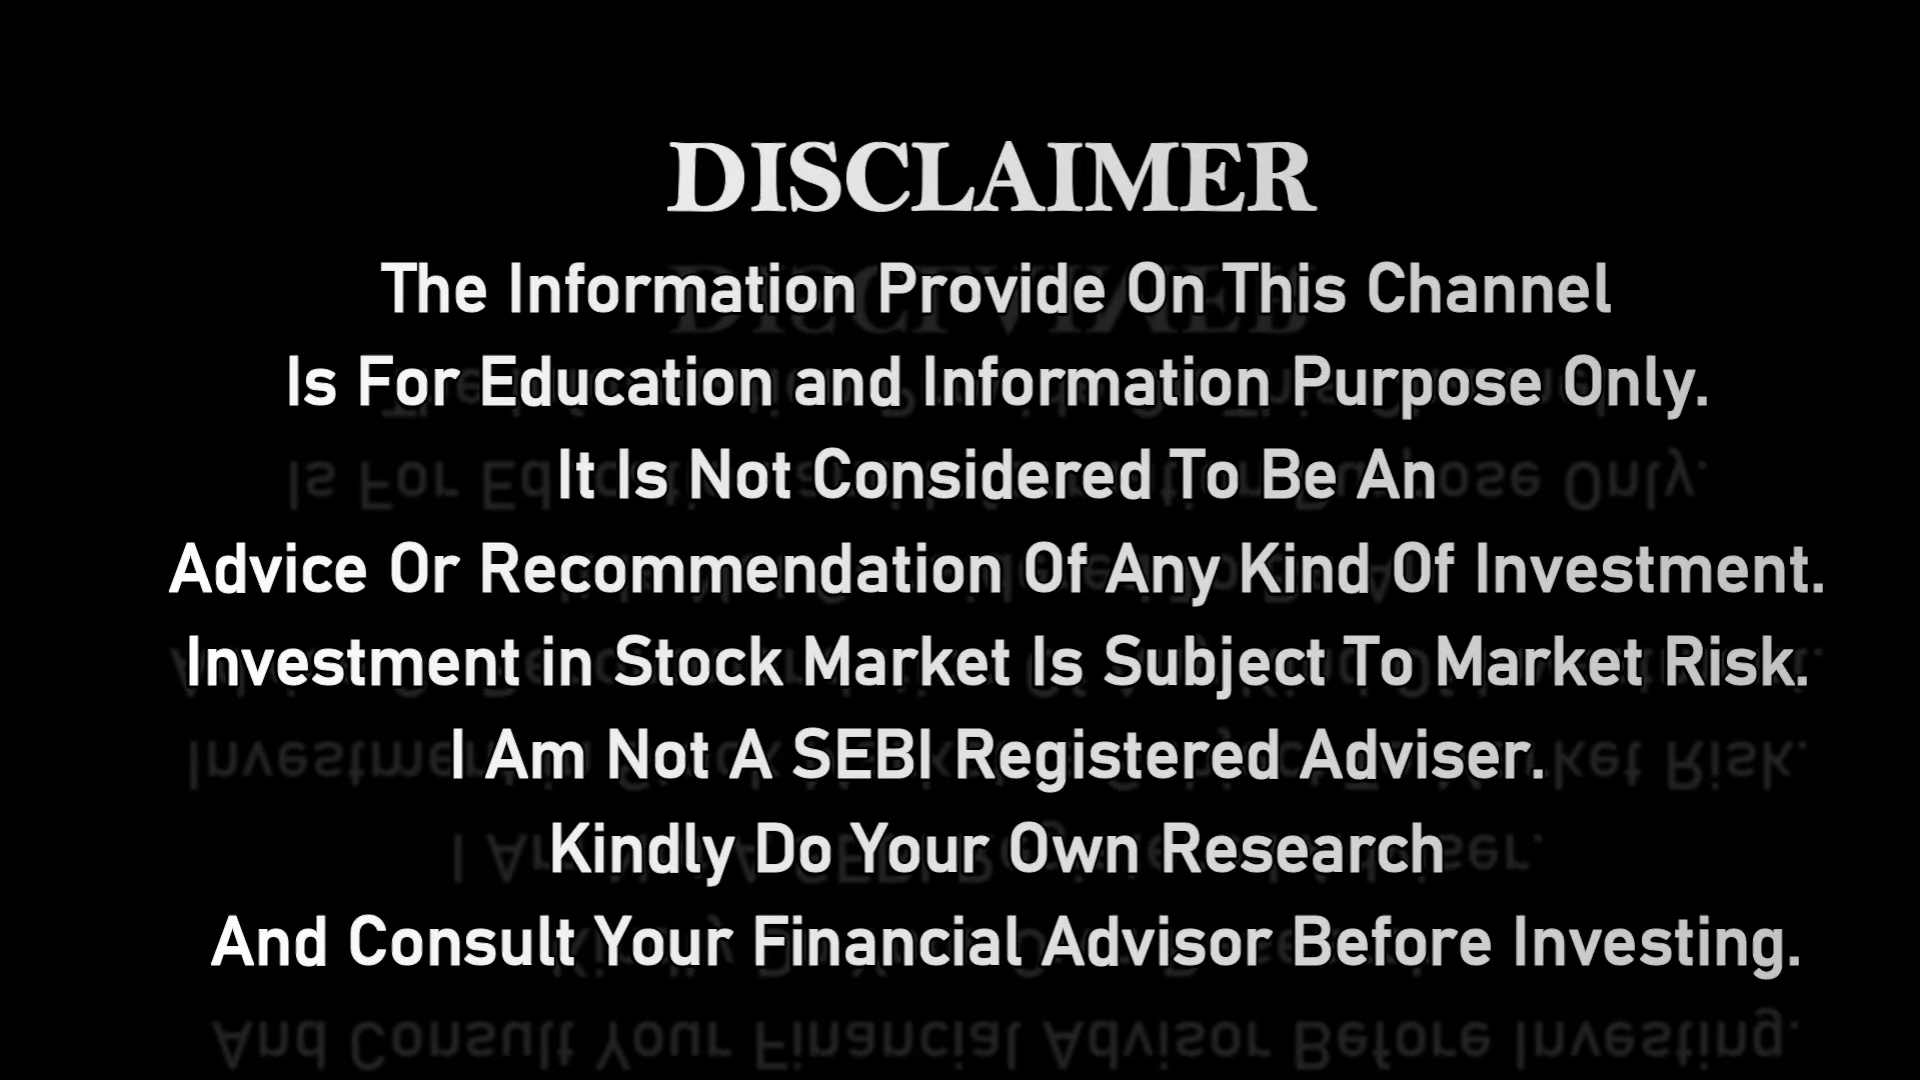 DISCLAIMER
The Information Provide On This Channel
Is For Education and Information Purpose Only.
It Is Not Considered To Be An
Advice Or Recommendation Of Any Kind Of Investment.
Investment in Stock Market Is Subject To Market Risk.
I Am Not A SEBI Registered Adviser.
Kindly Do Your Own Research
And Consult Your Financial Advisor Before Investing.